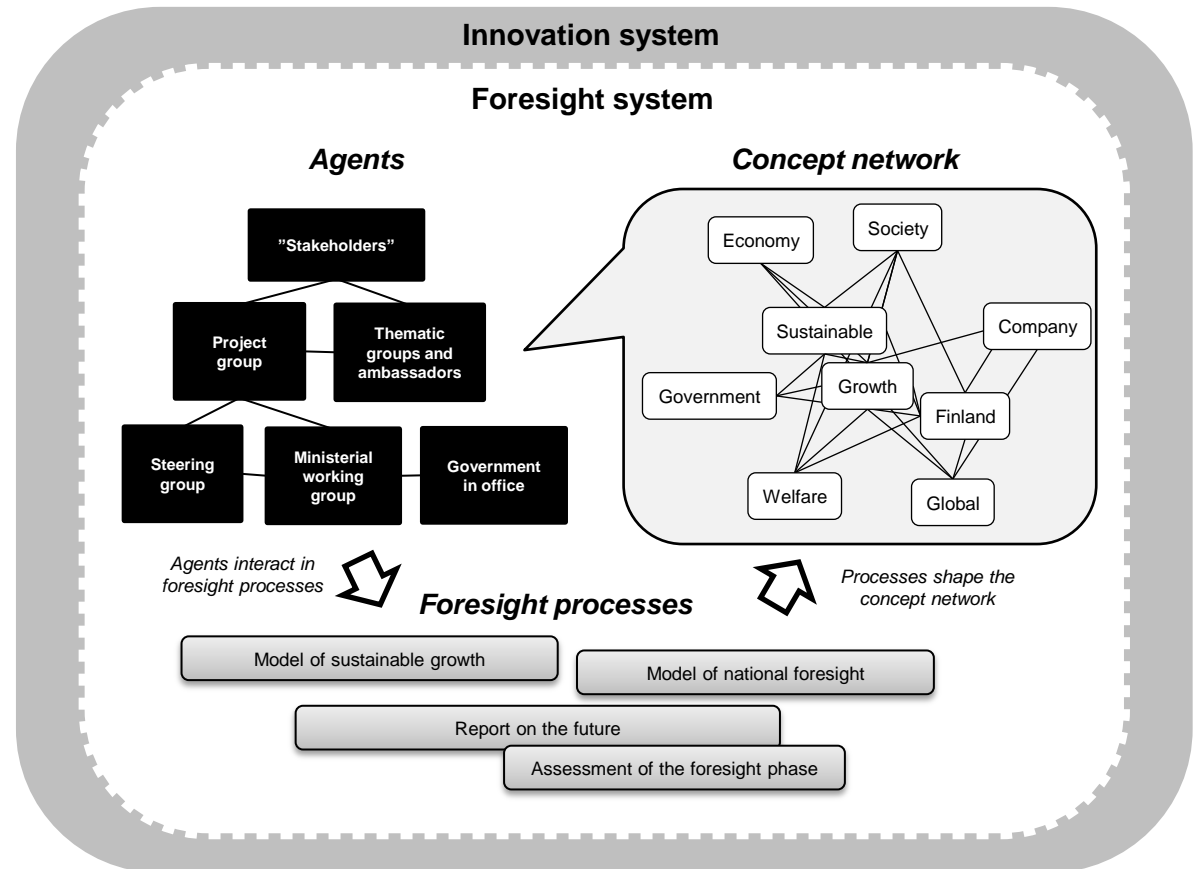 Innovation system
Foresight system
Agents
Concept network
”Stakeholders”
Project
group
Thematic
groups and
ambassadors
Steering
group
Ministerial
working
group
Government
in office
Economy
Society
Sustainable
Company
Government
Growth
Finland
Welfare
Global
Agents interact in
foresight processes
Processes shape the
concept network
Foresight processes
Model of sustainable growth
Model of national foresight
Report on the future
Assessment of the foresight phase